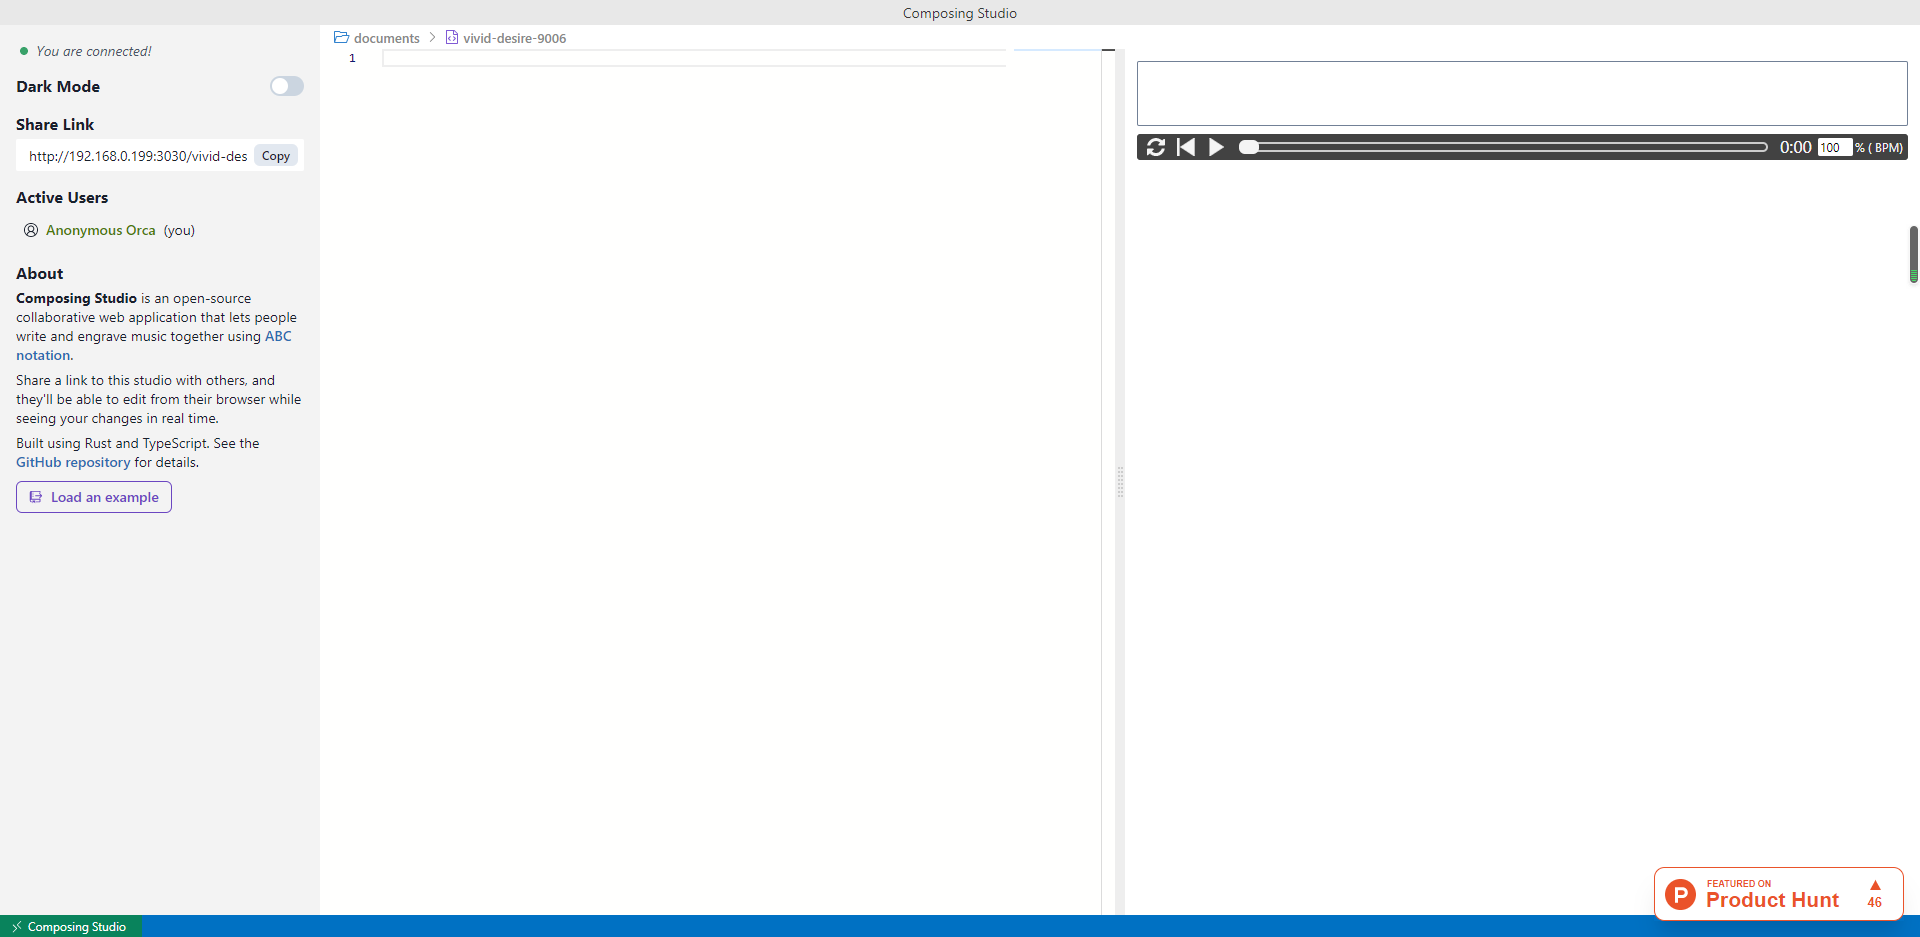 Composing Studio
You are connected!
Dark Mode
Share Link
http://192.168.0.199:3030/vivid-des
Copy
Active Users
Anonymous Orca (you)
About
Composing Studio is an open-source
collaborative web application that lets people
write and engrave music together using ABC
notation.
Share a link to this studio with others, and
they'll be able to edit from their browser while
seeing your changes in real time.
Built using Rust and TypeScript. See the
GitHub repository for details.
Load an example
documents
vivid-desire-9006
1
0:00
100
% ( BPM)
FEATURED ON
Product Hunt
46
Composing Studio